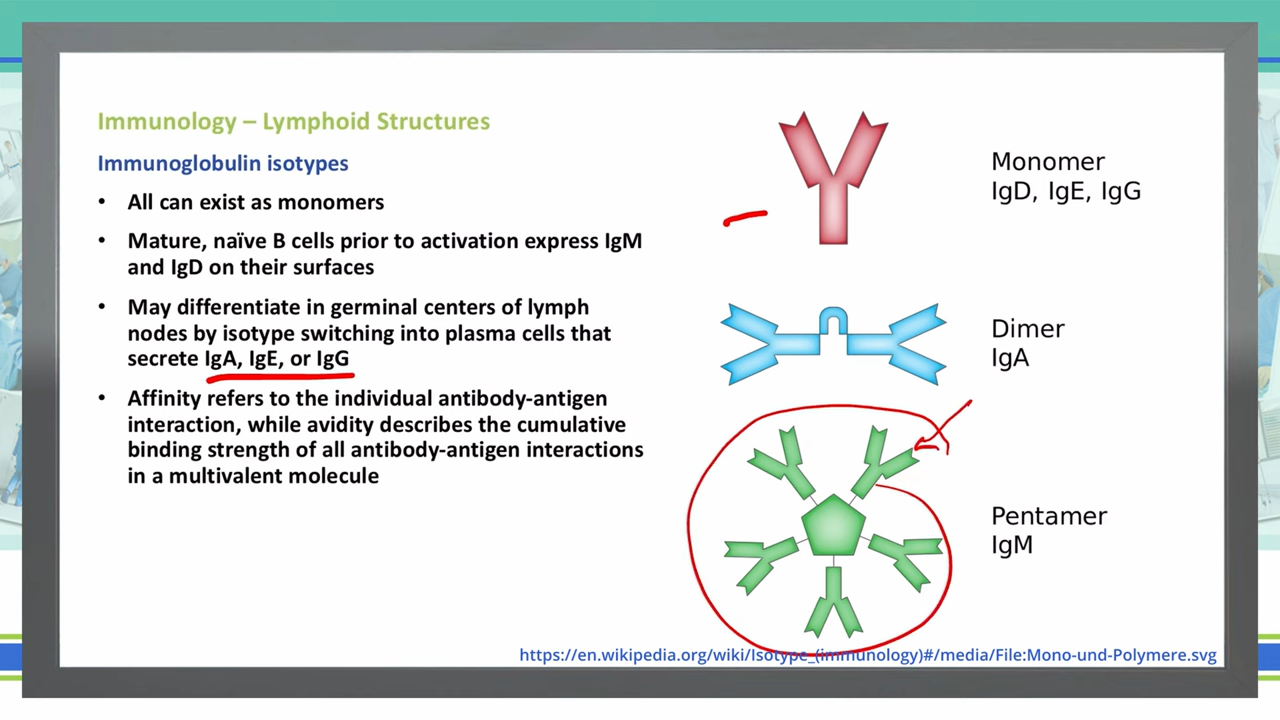 Immunology – Lymphoid Structures
Immunoglobulin isotypes
• All can exist as monomers
• Mature, naïve B cells prior to activation express IgM
and IgD on their surfaces
• May differentiate in germinal centers of lymph
nodes by isotype switching into plasma cells that
secrete IgA, IgE, or IgG
• Affinity refers to the individual antibody-antigen
interaction, while avidity describes the cumulative
binding strength of all antibody-antigen interactions
in a multivalent molecule
Monomer
IgD, IgE, IgG
Dimer
IgA
Pentamer
IgM
https://en.wikipedia.org/wiki/Isotype_(immunology)#/media/File:Mono-und-Polymere.svg